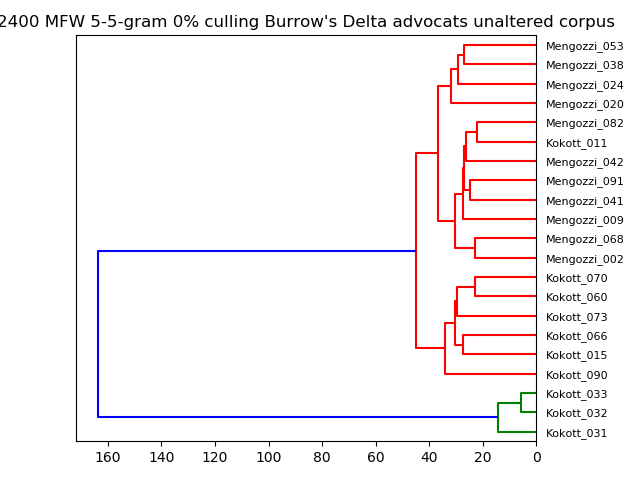 2400 MFW 5-5-gram 0% culling Burrow's Delta advocats unaltered corpus
Mengozzi_053
Mengozzi_038
Mengozzi_024
Mengozzi_020
Mengozzi_082
Kokott_011
Mengozzi_042
Mengozzi_091
Mengozzi_041
Mengozzi_009
Mengozzi_068
Mengozzi_002
Kokott_070
Kokott_060
Kokott_073
Kokott_066
Kokott_015
Kokott_090
Kokott_033
Kokott_032
Kokott_031
160 140 120 100 80 60 40 20 0